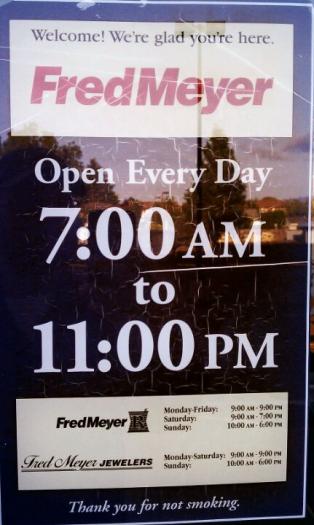 Welcome! We're glad you're here.
FredMeyer
Open Every Day
7:00 AM
to
11:00 PM
FredMeyer R
Monday-Friday: 9:00 AM - 9:00 PM
Saturday: 9:00 AM - 7:00 PM
Sunday: 10:00 AM - 6:00 PM
Fred Meyer JEWELERS
Monday-Saturday: 9:00 AM - 9:00 PM
Sunday: 10:00 AM - 6:00 PM
Thank you for not smoking.